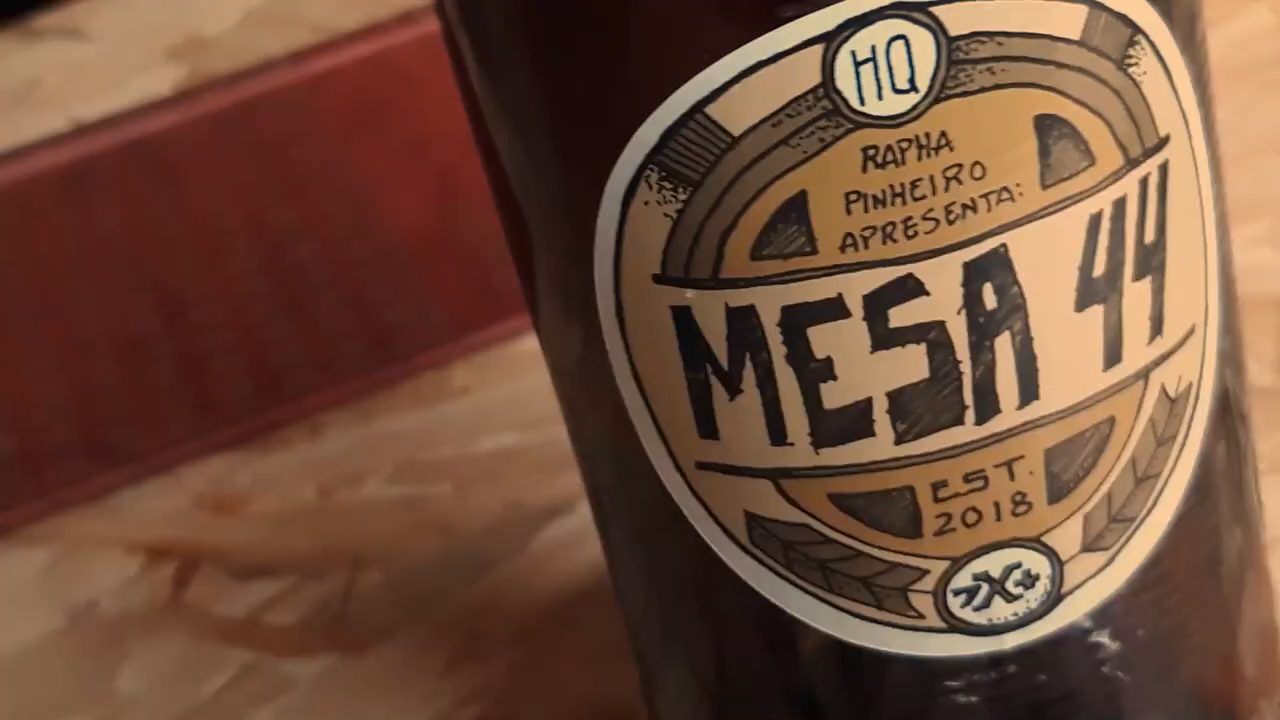 HQ
RAPHA
PINHEIRO
APRESENTA:
MESA 44
EST.
2018